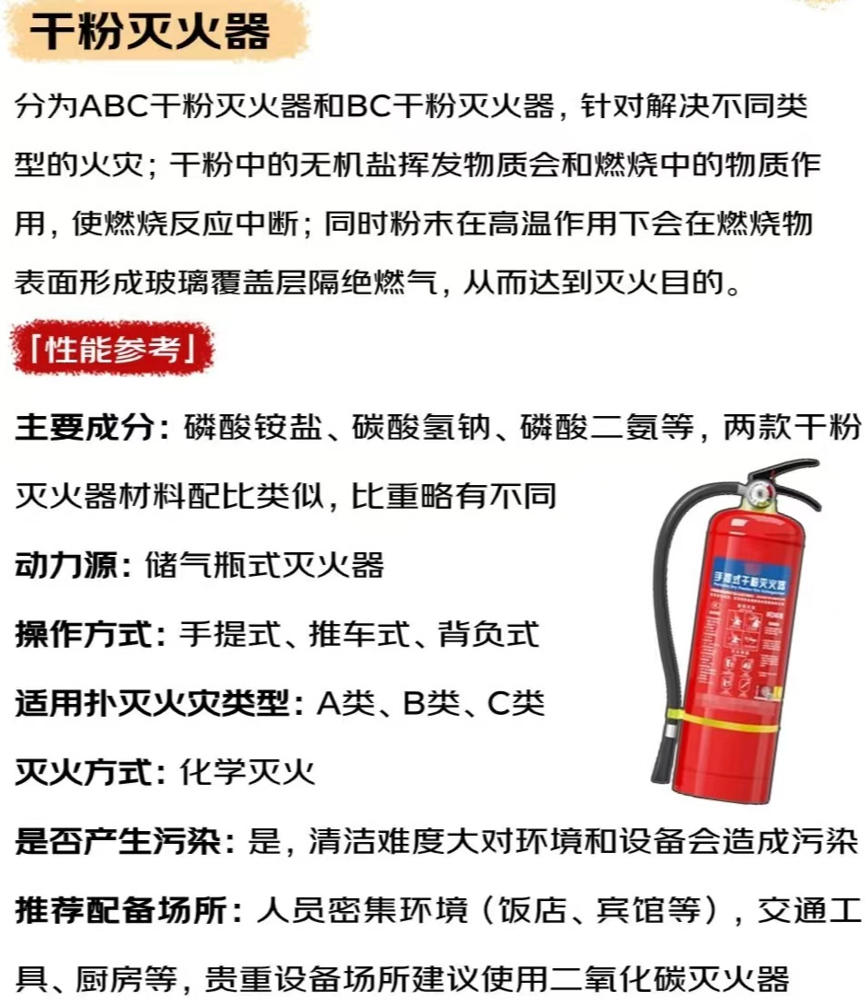 干粉灭火器
分为ABC干粉灭火器和BC干粉灭火器，针对解决不同类
型的火灾；干粉中的无机盐挥发物质会和燃烧中的物质作
用，使燃烧反应中断；同时粉末在高温作用下会在燃烧物
表面形成玻璃覆盖层隔绝燃气，从而达到灭火目的。
「性能参考」
主要成分：磷酸铵盐、碳酸氢钠、磷酸二氨等，两款干粉
灭火器材料配比类似，比重略有不同
动力源：储气瓶式灭火器
操作方式：手提式、推车式、背负式
适用扑灭火灾类型：A类、B类、C类
灭火方式：化学灭火
是否产生污染：是，清洁难度大对环境和设备会造成污染
推荐配备场所：人员密集环境（饭店、宾馆等），交通工
具、厨房等，贵重设备场所建议使用二氧化碳灭火器
手提式干粉灭火器